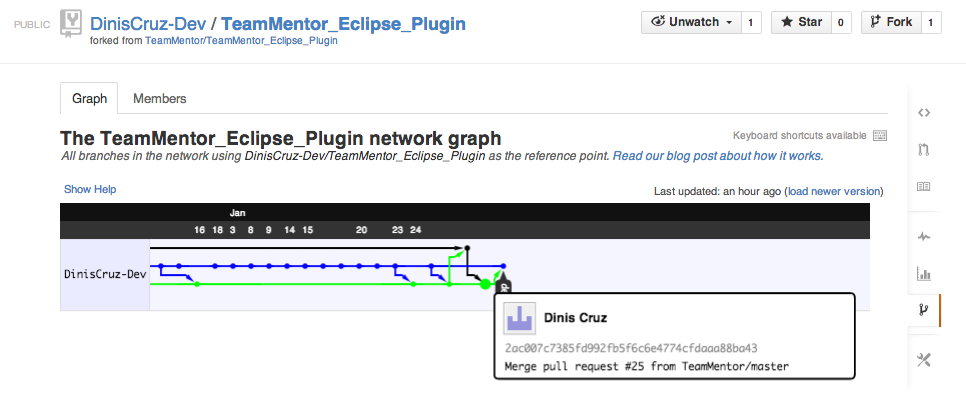 PUBLIC DinisCruz-Dev / TeamMentor_Eclipse_Plugin Unwatch 1 Star 0 Fork 1
forked from TeamMentor/TeamMentor_Eclipse_Plugin
Graph Members
The TeamMentor_Eclipse_Plugin network graph Keyboard shortcuts available
All branches in the network using DinisCruz-Dev/TeamMentor_Eclipse_Plugin as the reference point. Read our blog post about how it works.
Show Help Last updated: an hour ago (load newer version)
Jan
16 18 3 8 9 14 15 20 23 24
DinisCruz-Dev
Dinis Cruz
2ac007c7385fd992fb5f6c6e4774cfdaaa88ba43
Merge pull request #25 from TeamMentor/master